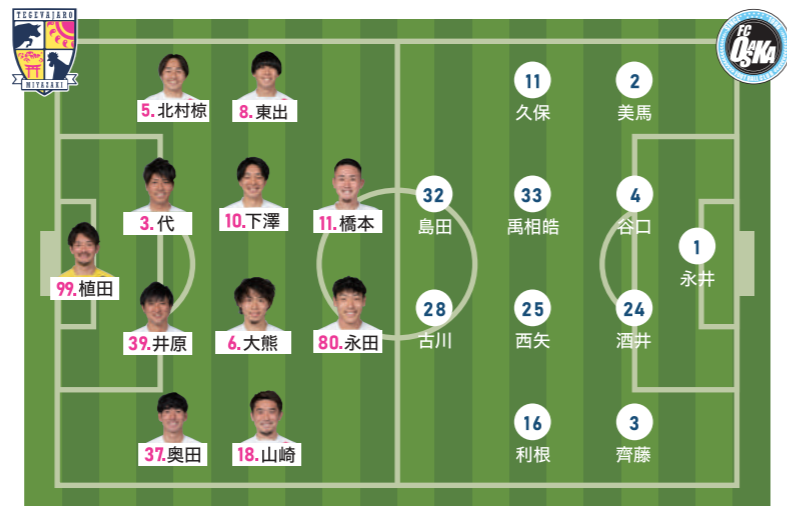 TEGEVAJARO
MIYAZAKI
FC
OSAKA
5.北村椋
8.東出
3.代
10.下澤
11.橋本
99.植田
39.井原
6.大熊
80.永田
37.奥田
18.山崎
11
久保
2
美馬
32
島田
33
禹相皓
4
谷口
1
永井
28
古川
25
西矢
24
酒井
16
利根
3
齊藤